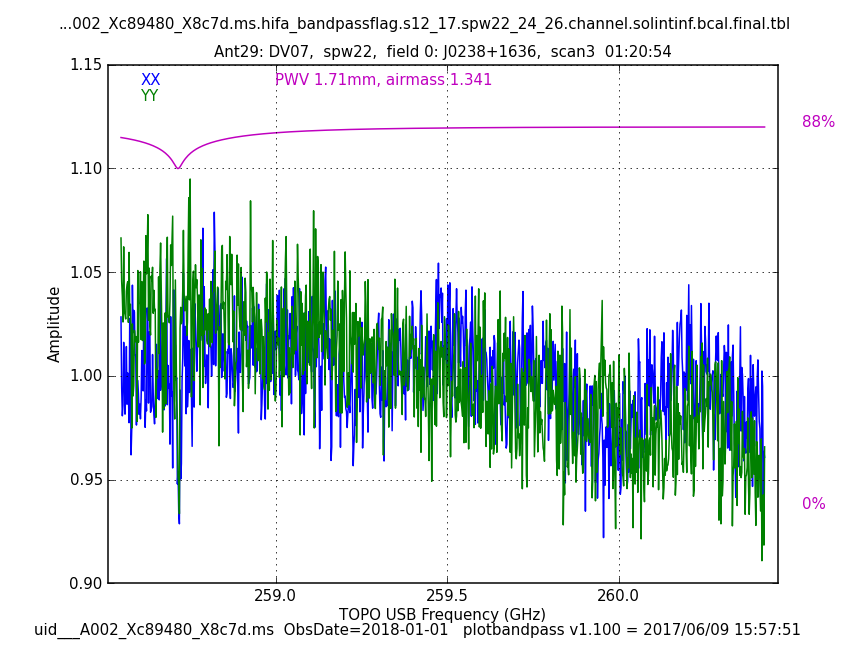 ...002_Xc89480_X8c7d.ms.hifa_bandpassflag.s12_17.spw22_24_26.channel.solintinf.bcal.final.tbl
Ant29: DV07,  spw22,  field 0: J0238+1636,  scan3  01:20:54
1.15
XX
PWV 1.71mm, airmass 1.341
YY
88%
1.10
1.05
Amplitude
1.00
0.95
0%
0.90
259.0
259.5
260.0
TOPO USB Frequency (GHz)
uid___A002_Xc89480_X8c7d.ms  ObsDate=2018-01-01   plotbandpass v1.100 = 2017/06/09 15:57:51